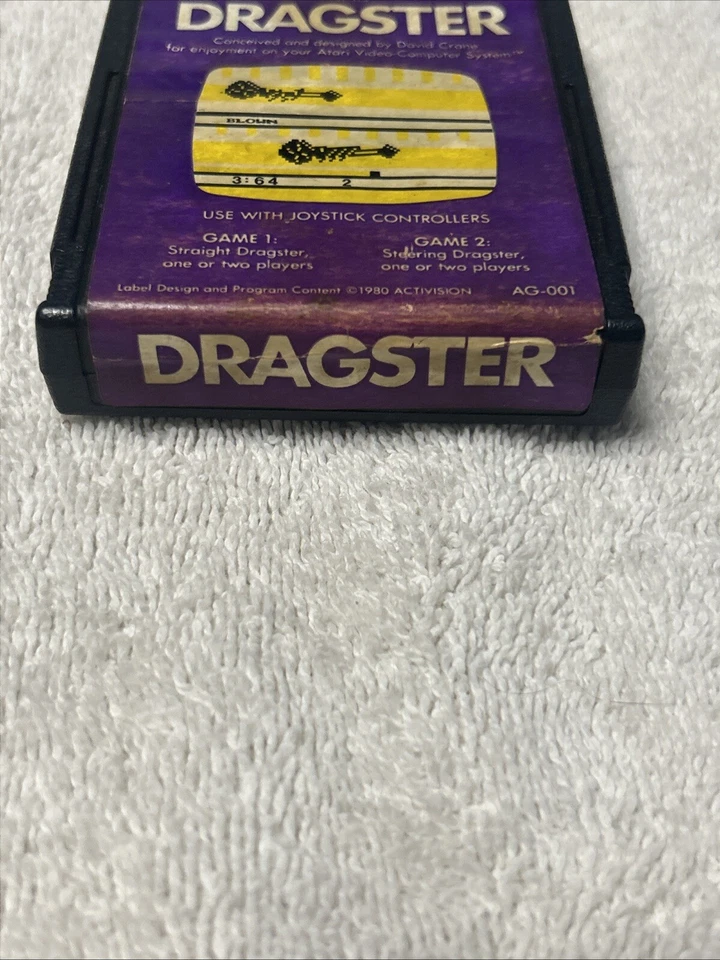 DRAGSTER
Conceived and designed by David Crane
for enjoyment on your Atari Video Computer System™
BLOWN
3:64 2
USE WITH JOYSTICK CONTROLLERS
GAME 1:
Straight Dragster,
one or two players
GAME 2:
Steering Dragster,
one or two players
Label Design and Program Content ©1980 ACTIVISION AG-001
DRAGSTER